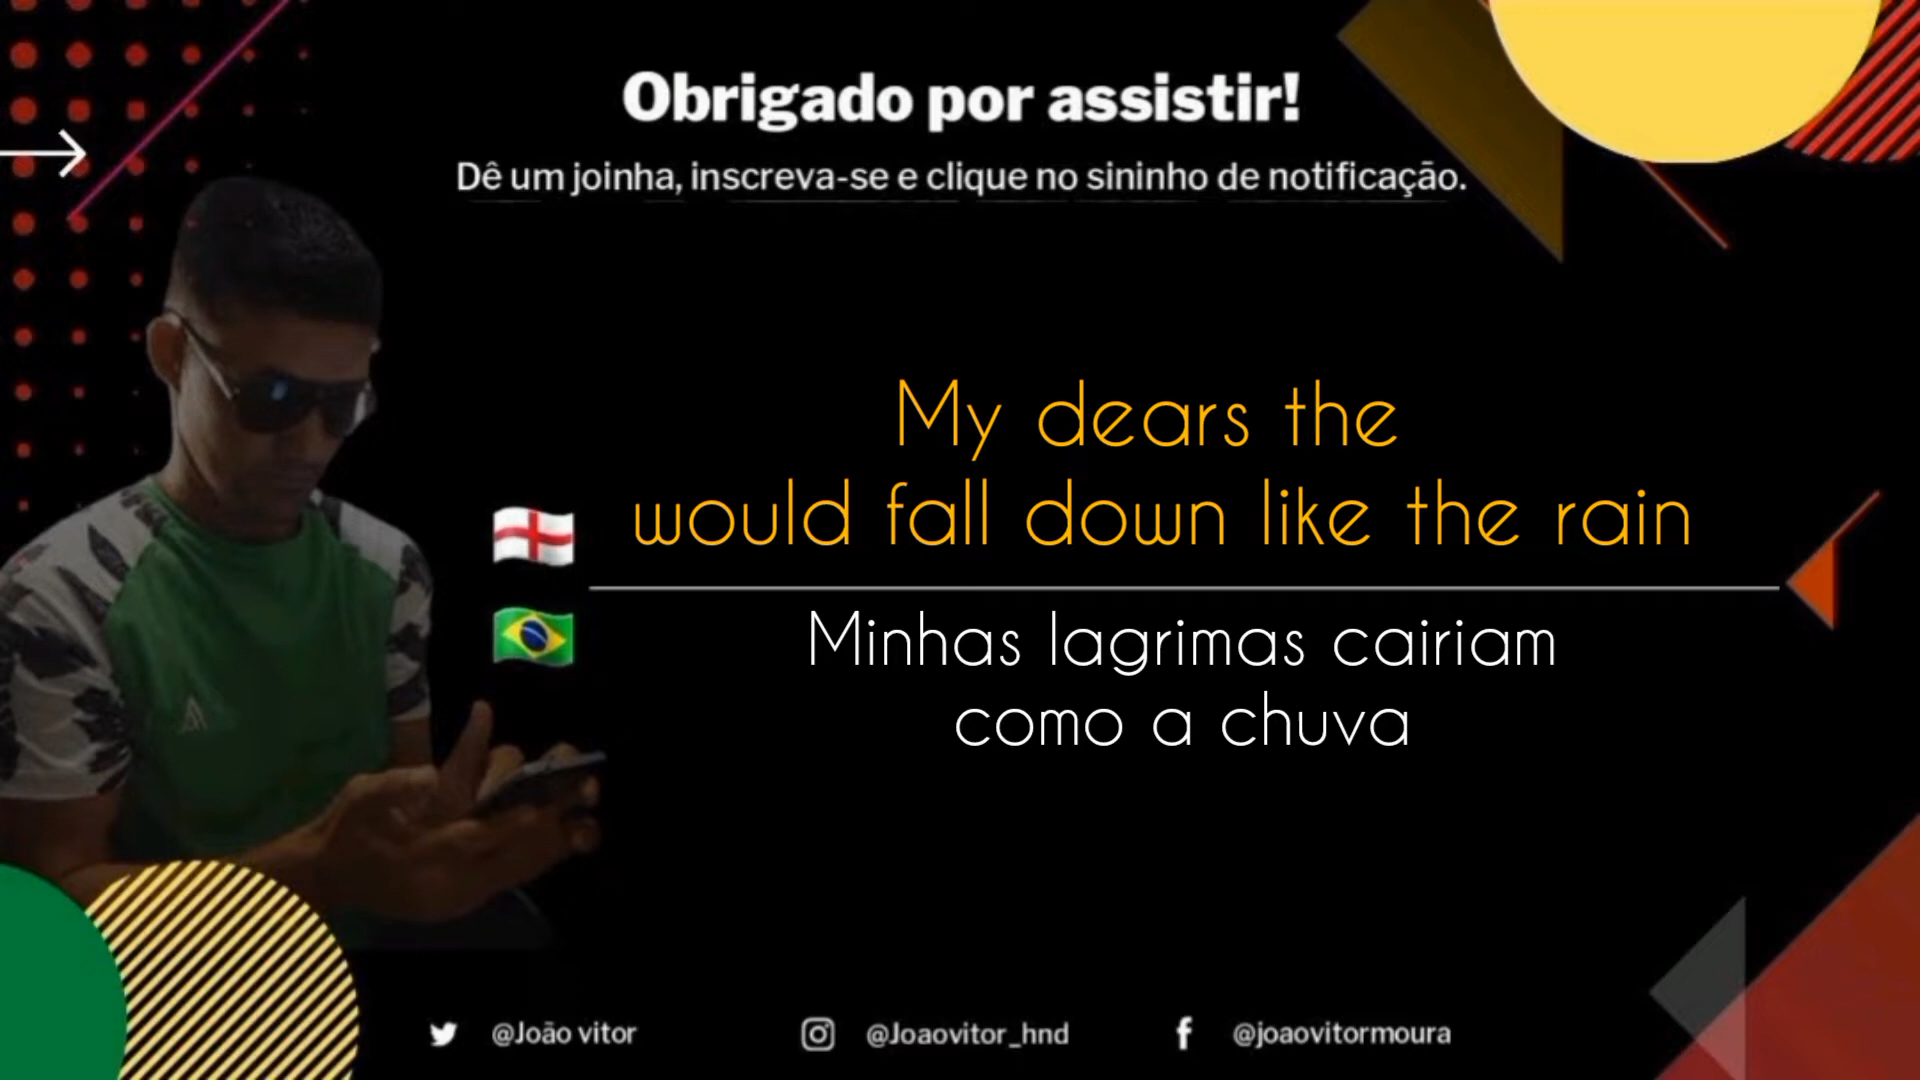 Obrigado por assistir!
Dê um joinha, inscreva-se e clique no sininho de notificação.
My dears the
would fall down like the rain
Minhas lagrimas cairiam
como a chuva
@João vitor
@Joaovitor_hnd
@joaovitormoura